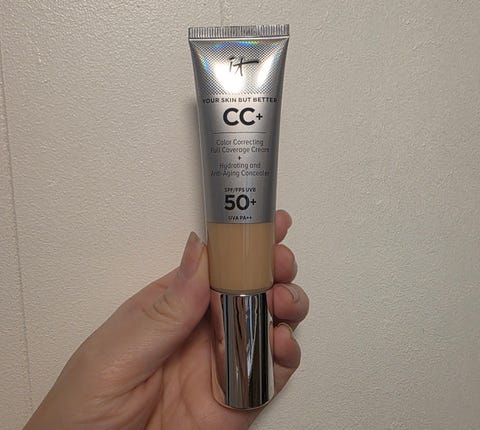 it
YOUR SKIN BUT BETTER
CC+
Color Correcting
Full Coverage Cream
+
Hydrating and
Anti-Aging Concealer
SPF/FPS UVB
50+
UVA PA++